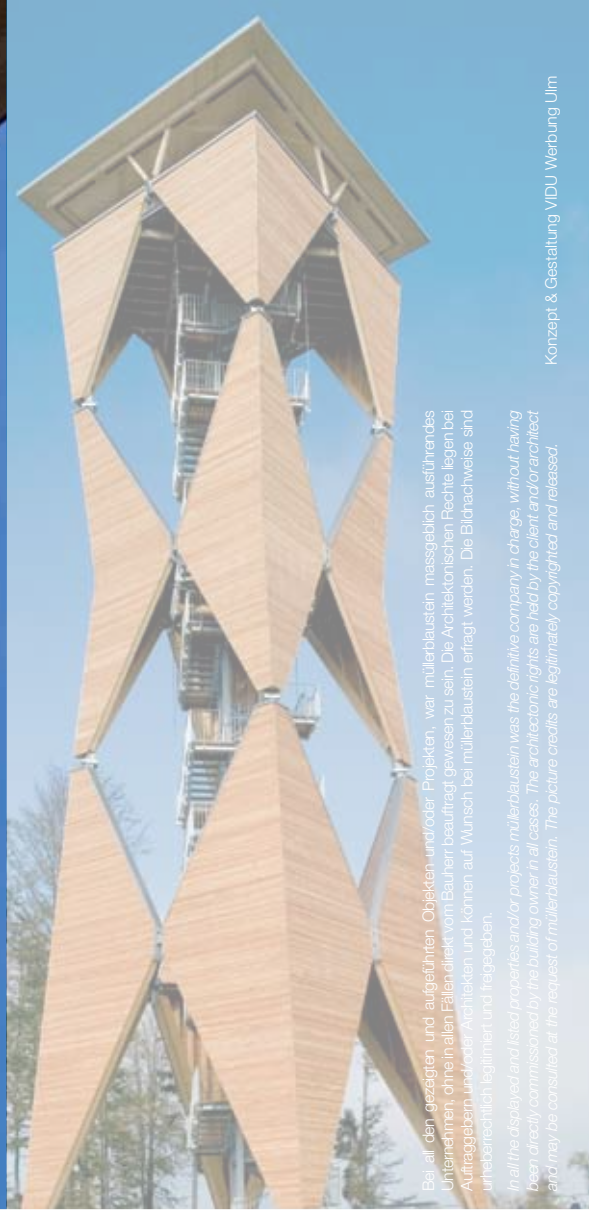 Bei all den gezeigten und aufgeführten Objekten und/oder Projekten, war müllerblaustein massgeblich ausführendes
Unternehmen, ohne in allen Fällen direkt vom Bauherr beauftragt gewesen zu sein. Die Architektonischen Rechte liegen bei
Auftraggebern und/oder Architekten und können auf Wunsch bei müllerblaustein erfragt werden. Die Bildnachweise sind
urheberrechtlich legitimiert und freigegeben.
In all the displayed and listed properties and/or projects müllerblaustein was the definitive company in charge, without having
been directly commissioned by the building owner in all cases. The architectonic rights are held by the client and/or architect
and may be consulted at the request of müllerblaustein. The picture credits are legitimately copyrighted and released.
Konzept & Gestaltung VIDU Werbung Ulm